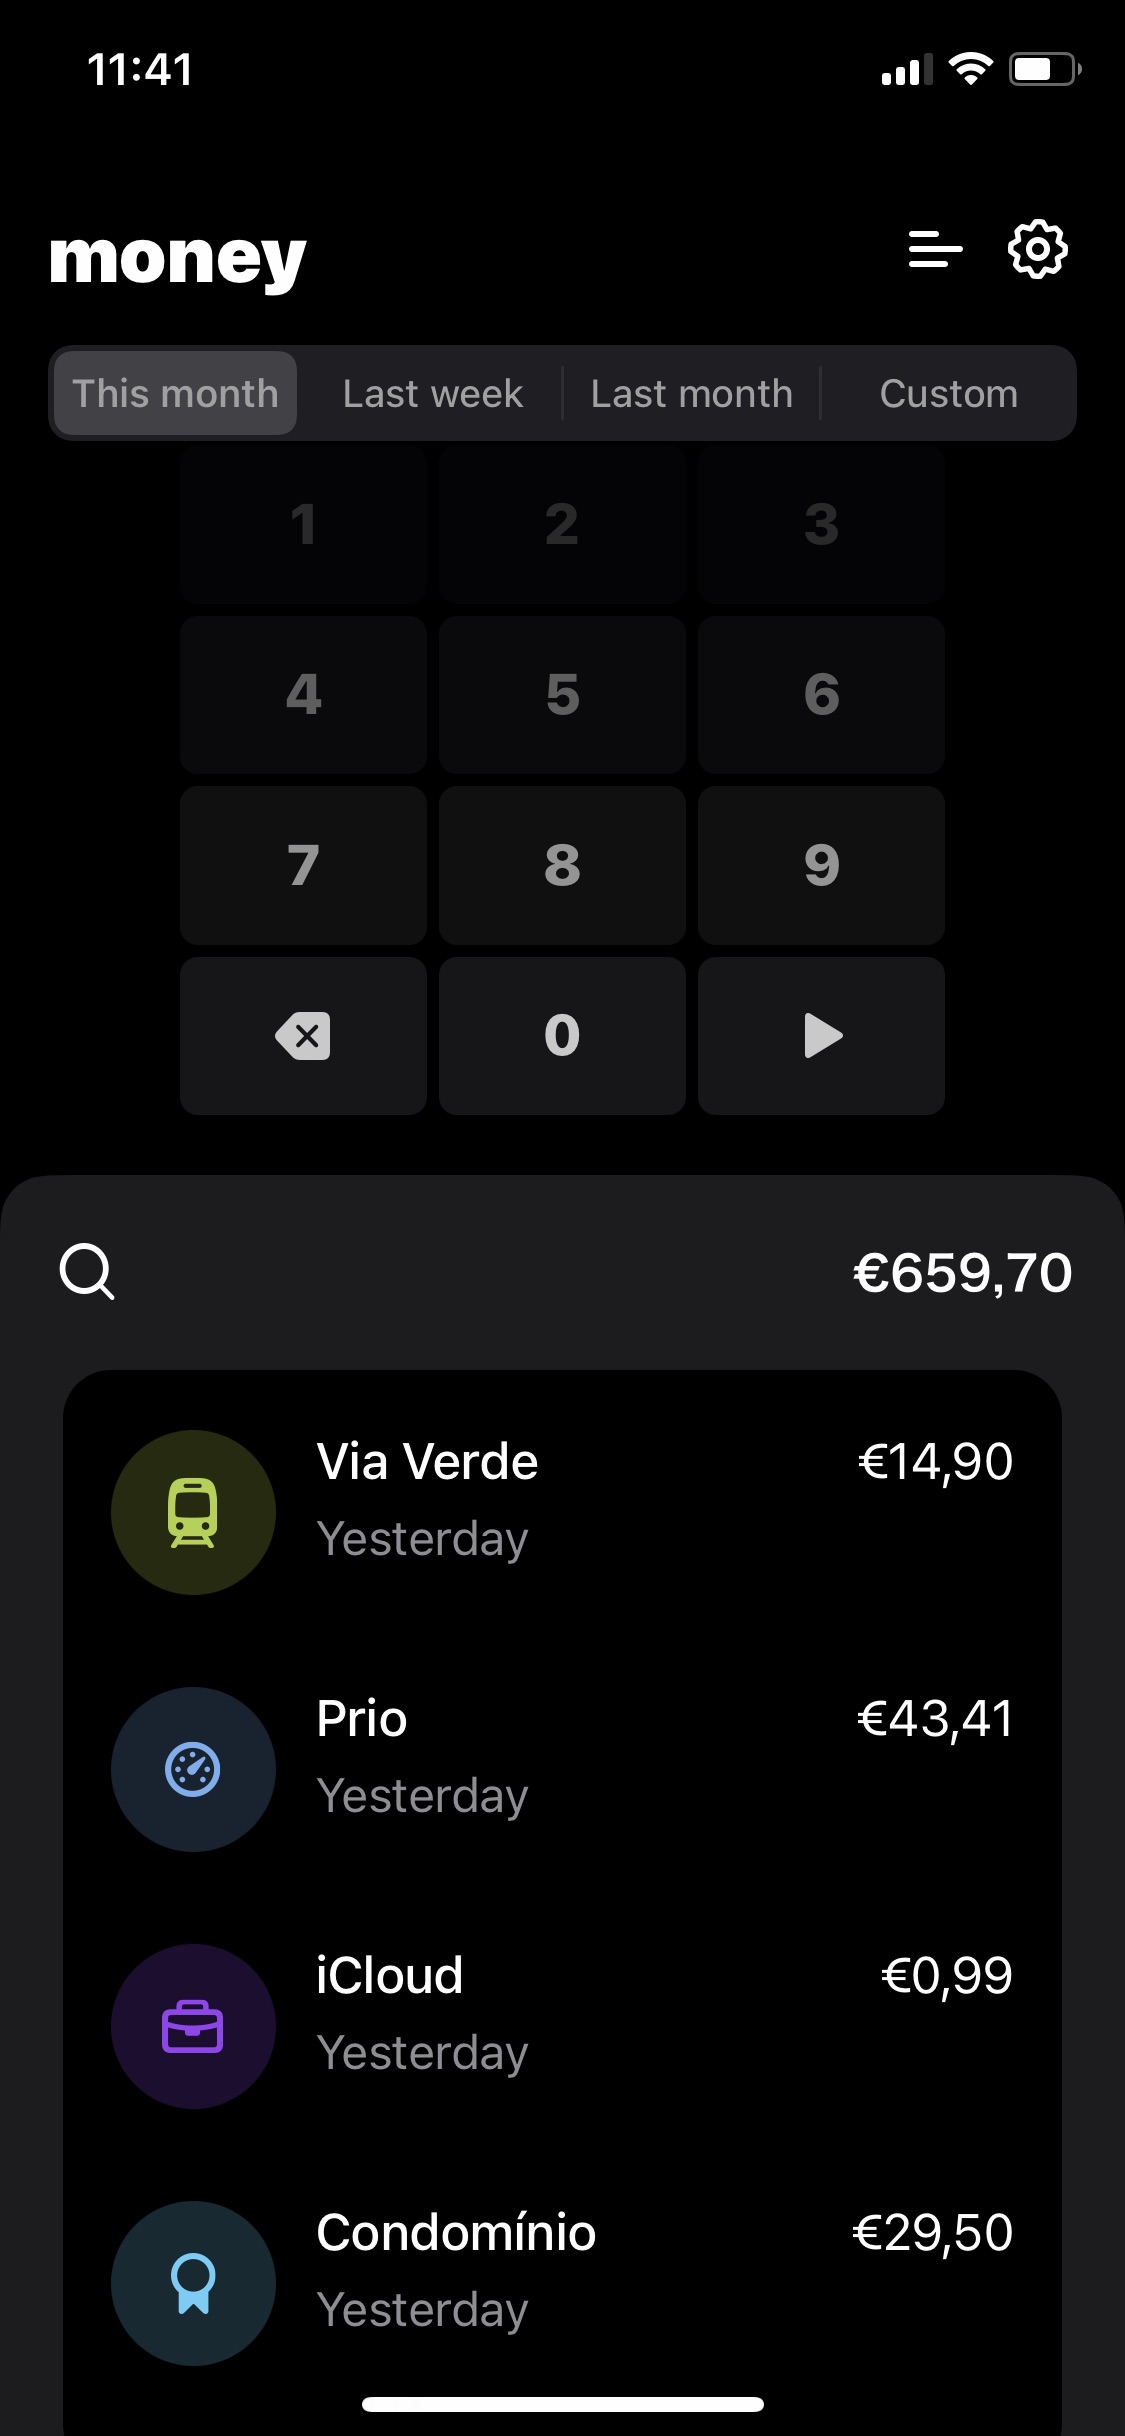 11:41
money
This month Last week Last month Custom
1 2 3
4 5 6
7 8 9
0
€659,70
Via Verde €14,90
Yesterday
Prio €43,41
Yesterday
iCloud €0,99
Yesterday
Condomínio €29,50
Yesterday